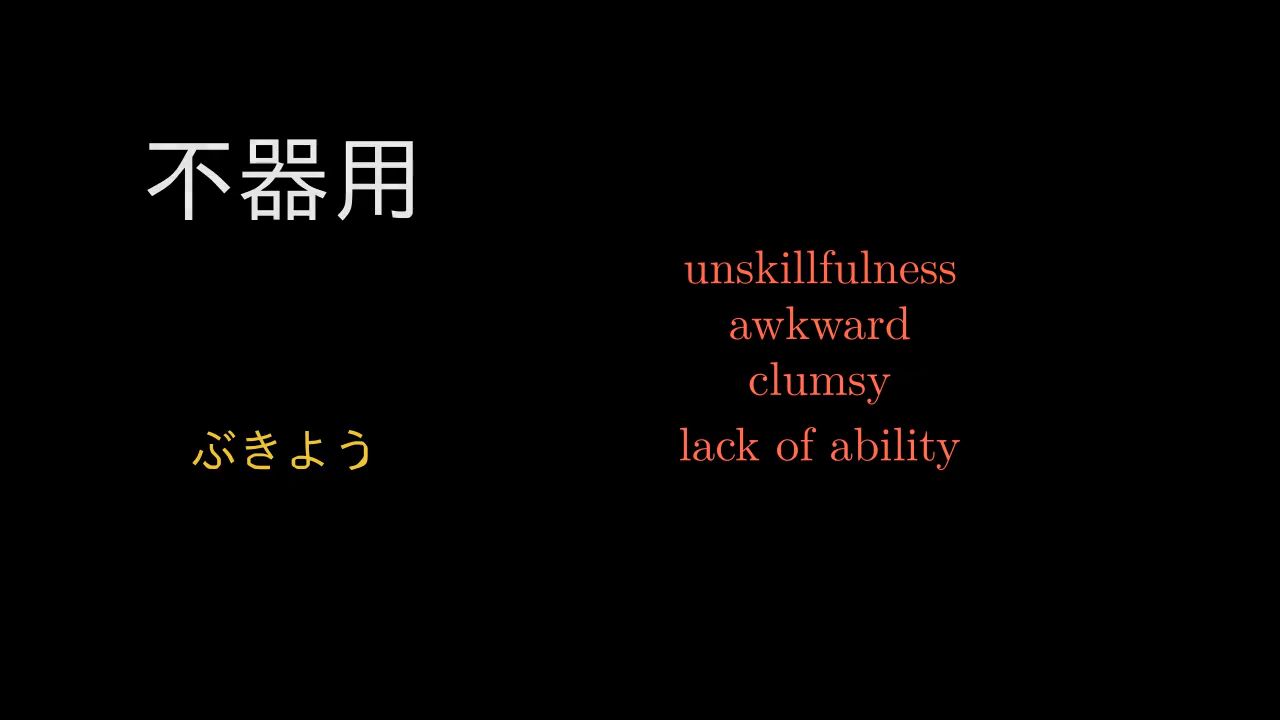 不器用
ぶきよう
unskillfulness
awkward
clumsy
lack of ability